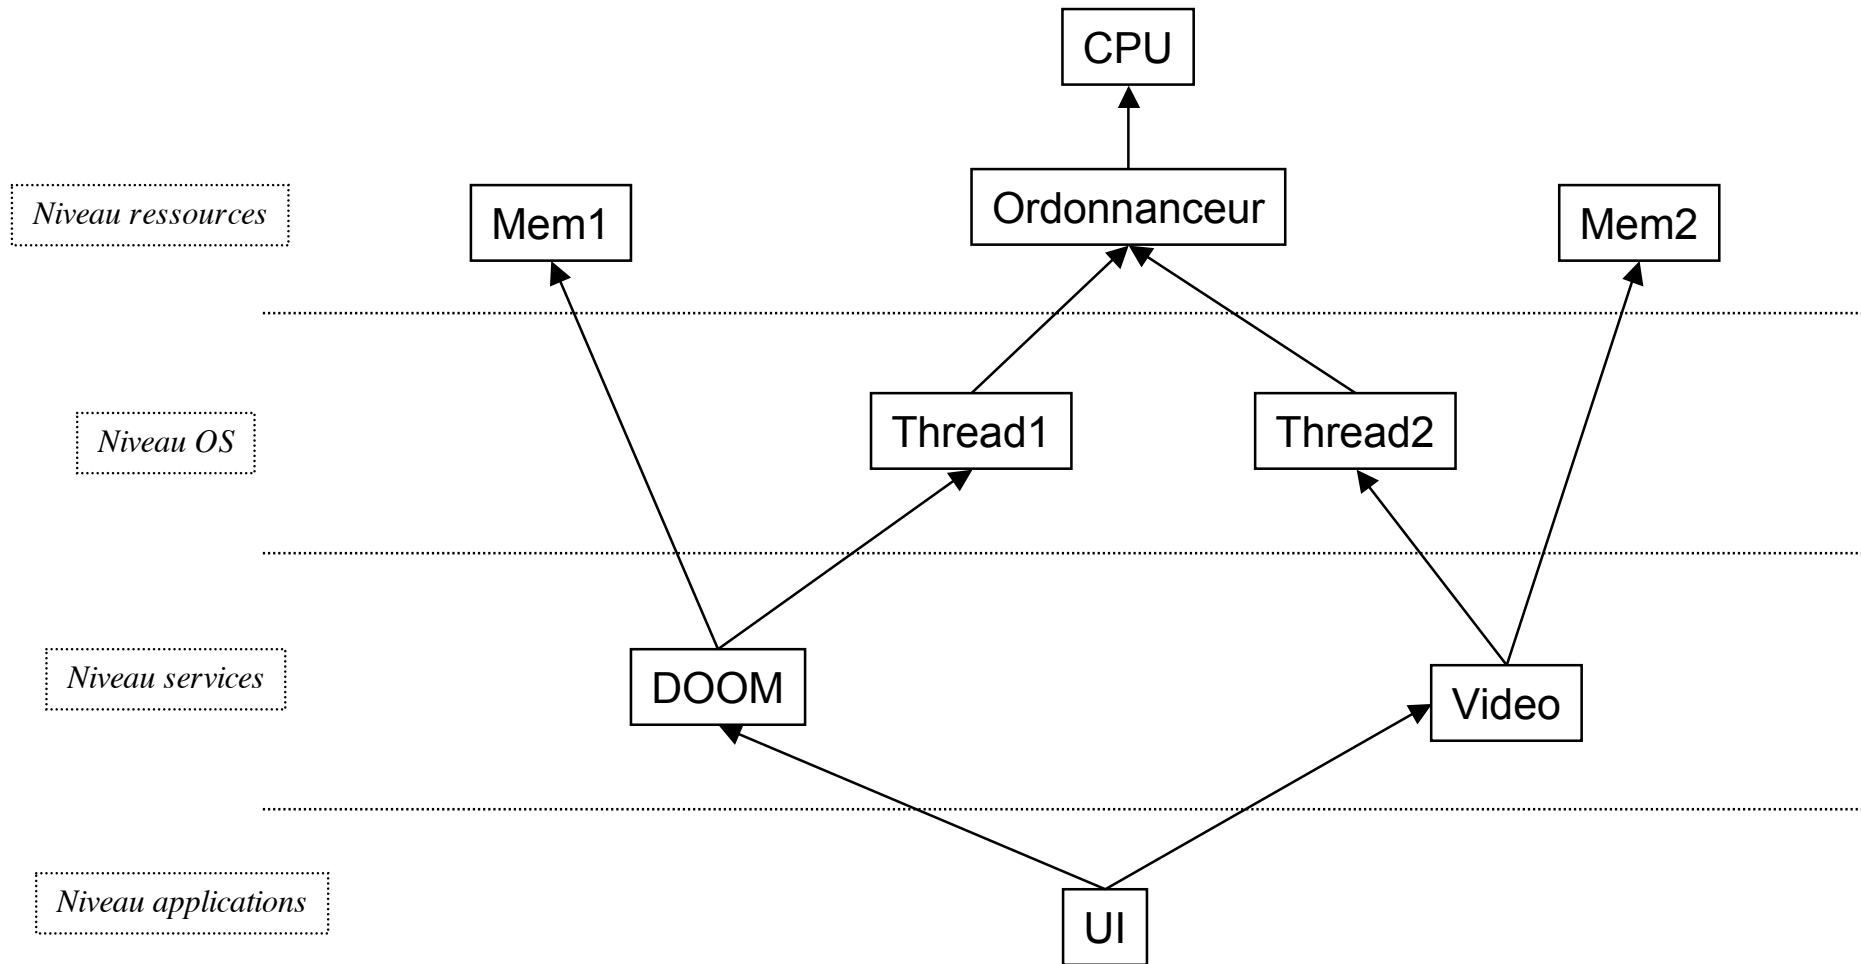 CPU
Niveau ressources
Mem1
Ordonnanceur
Mem2
Niveau OS
Thread1
Thread2
Niveau services
DOOM
Video
Niveau applications
UI